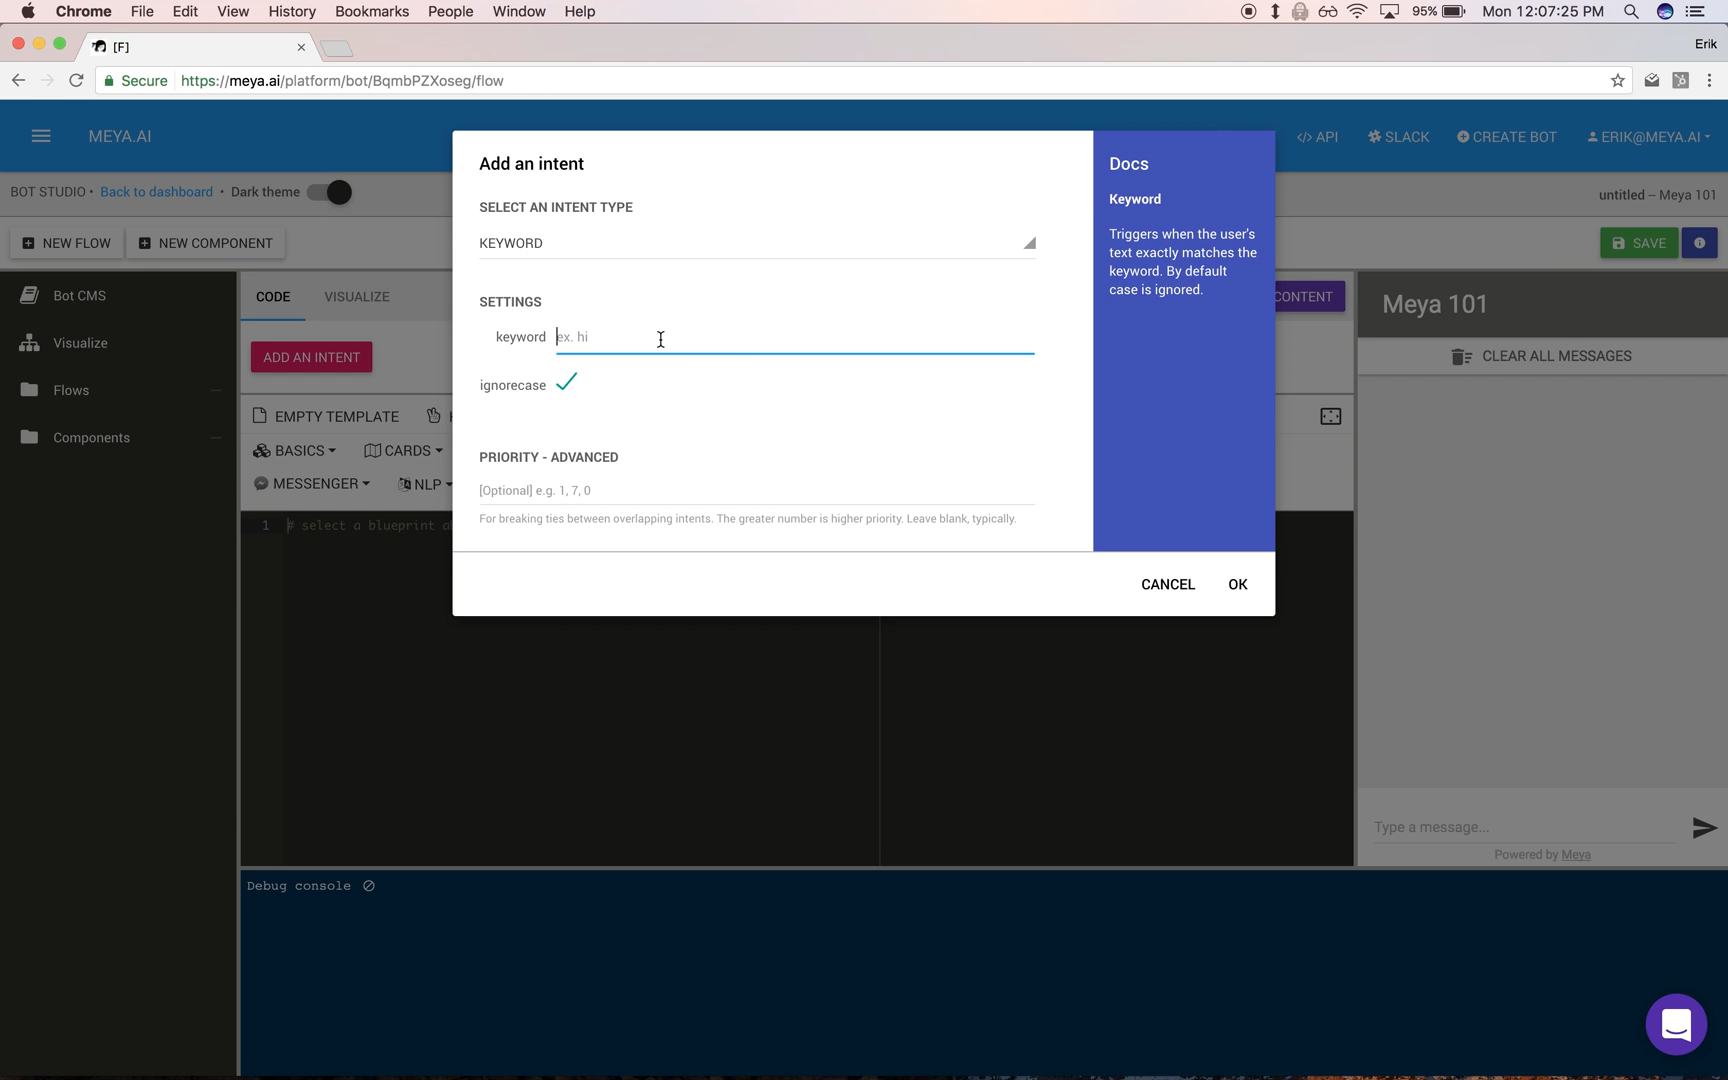 Chrome File Edit View History Bookmarks People Window Help 95% Mon 12:07:25 PM
[F] Erik
Secure https://meya.ai/platform/bot/BqmbPZXoseg/flow
MEYA.AI </> API SLACK CREATE BOT ERIK@MEYA.AI
BOT STUDIO • Back to dashboard • Dark theme untitled – Meya 101
NEW FLOW NEW COMPONENT SAVE
Bot CMS
Visualize
Flows
Components
CODE VISUALIZE CONTENT
ADD AN INTENT
EMPTY TEMPLATE
BASICS CARDS
MESSENGER NLP
1 # select a blueprint
Add an intent
SELECT AN INTENT TYPE
KEYWORD
SETTINGS
keyword ex. hi
ignorecase
PRIORITY - ADVANCED
[Optional] e.g. 1, 7, 0
For breaking ties between overlapping intents. The greater number is higher priority. Leave blank, typically.
CANCEL OK
Docs
Keyword
Triggers when the user's
text exactly matches the
keyword. By default
case is ignored.
Meya 101
CLEAR ALL MESSAGES
Type a message...
Powered by Meya
Debug console